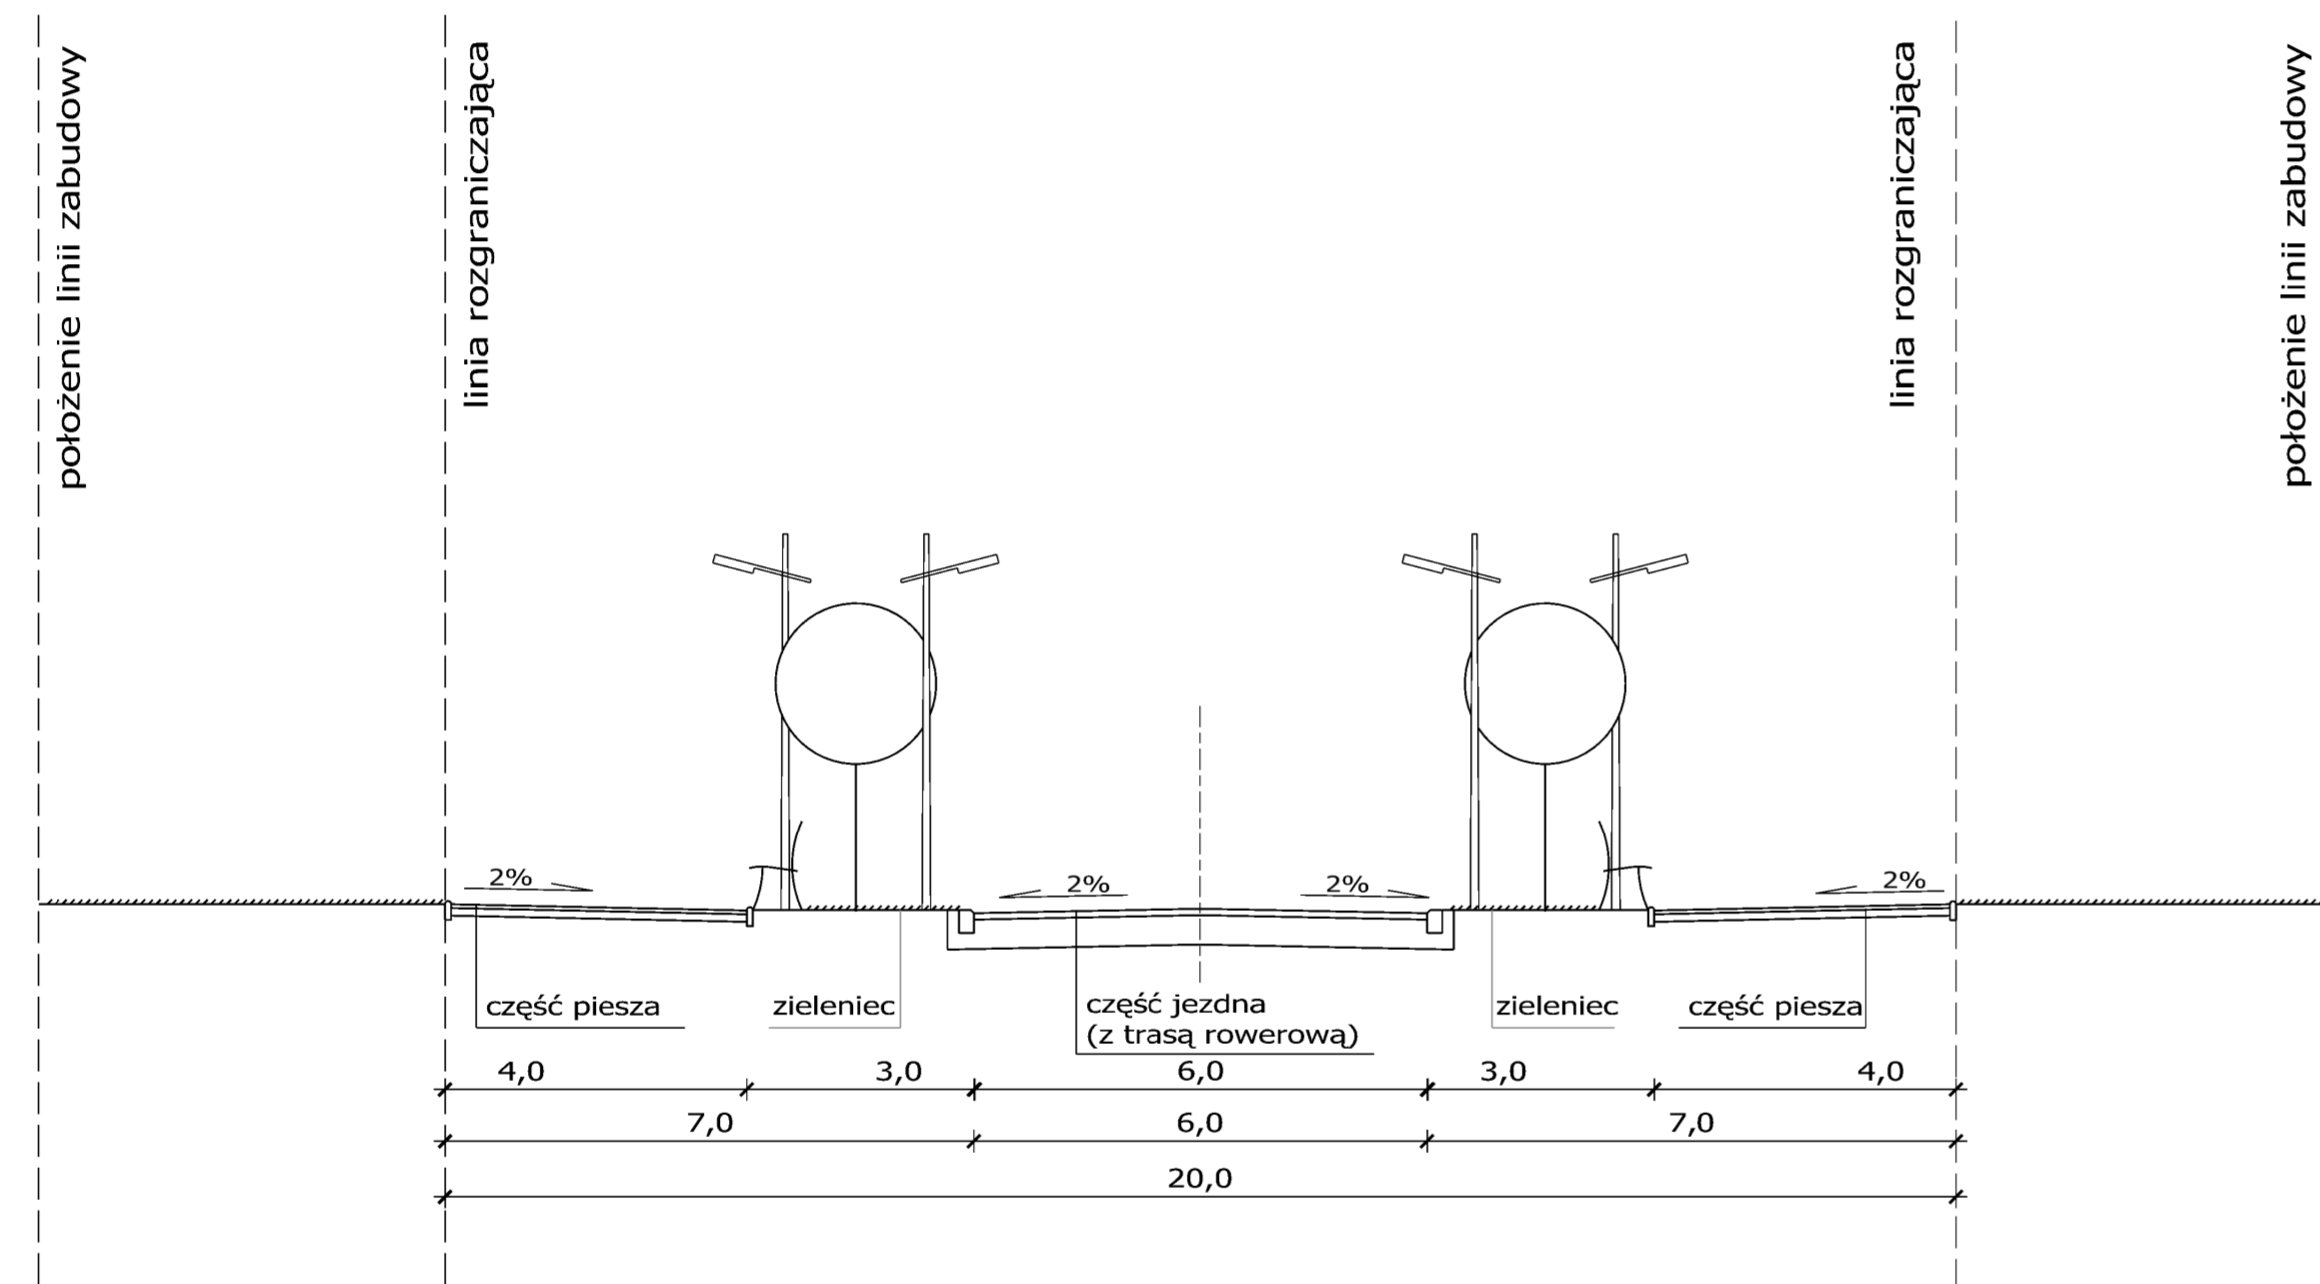 położenie linii zabudowy
linia rozgraniczająca
linia rozgraniczająca
położenie linii zabudowy
2%
2%
2%
2%
część piesza
zieleniec
część jezdna
(z trasą rowerową)
zieleniec
część piesza
4,0
3,0
6,0
3,0
4,0
7,0
6,0
7,0
20,0